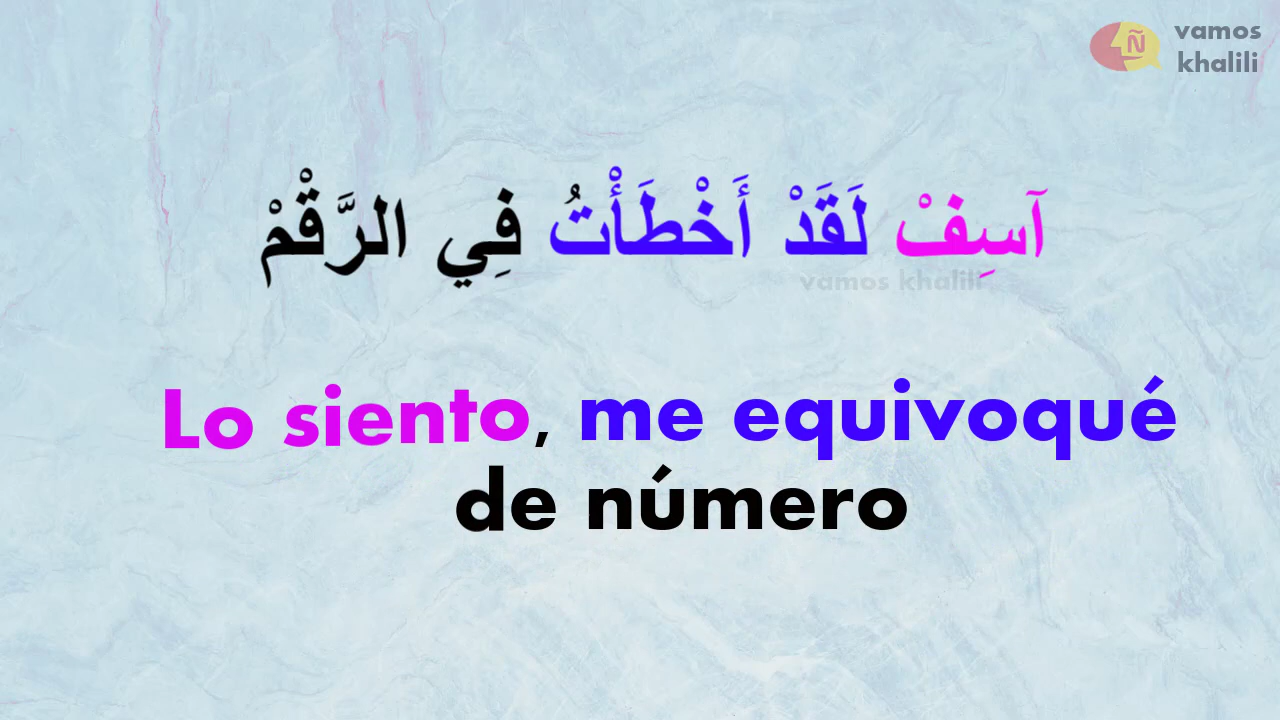 vamos
khalili
آسِفْ لَقَدْ أَخْطَأْتُ فِي الرَّقْمْ
vamos khalili
Lo siento, me equivoqué
de número